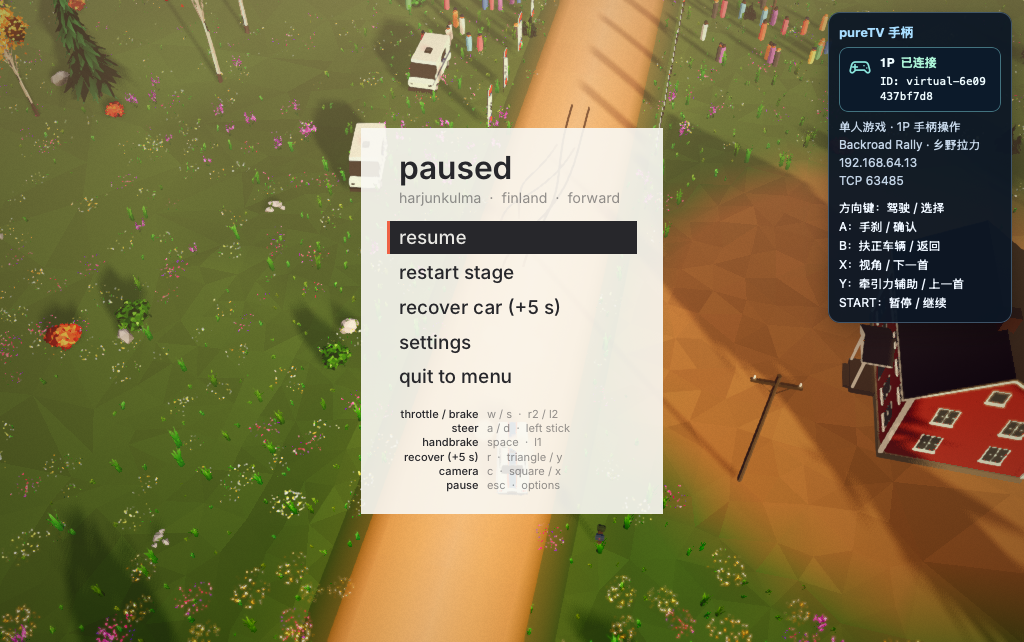 paused
harjunkulma · finland · forward
resume
restart stage
recover car (+5 s)
settings
quit to menu
throttle / brake w / s · r2 / l2
steer a / d · left stick
handbrake space · l1
recover (+5 s) r · triangle / y
camera c · square / x
pause esc · options
pureTV 手柄
1P 已连接
ID: virtual-6e09
437bf7d8
单人游戏 · 1P 手柄操作
Backroad Rally · 乡野拉力
192.168.64.13
TCP 63485
方向键：驾驶 / 选择
A：手刹 / 确认
B：扶正车辆 / 返回
X：视角 / 下一首
Y：牵引力辅助 / 上一首
START：暂停 / 继续